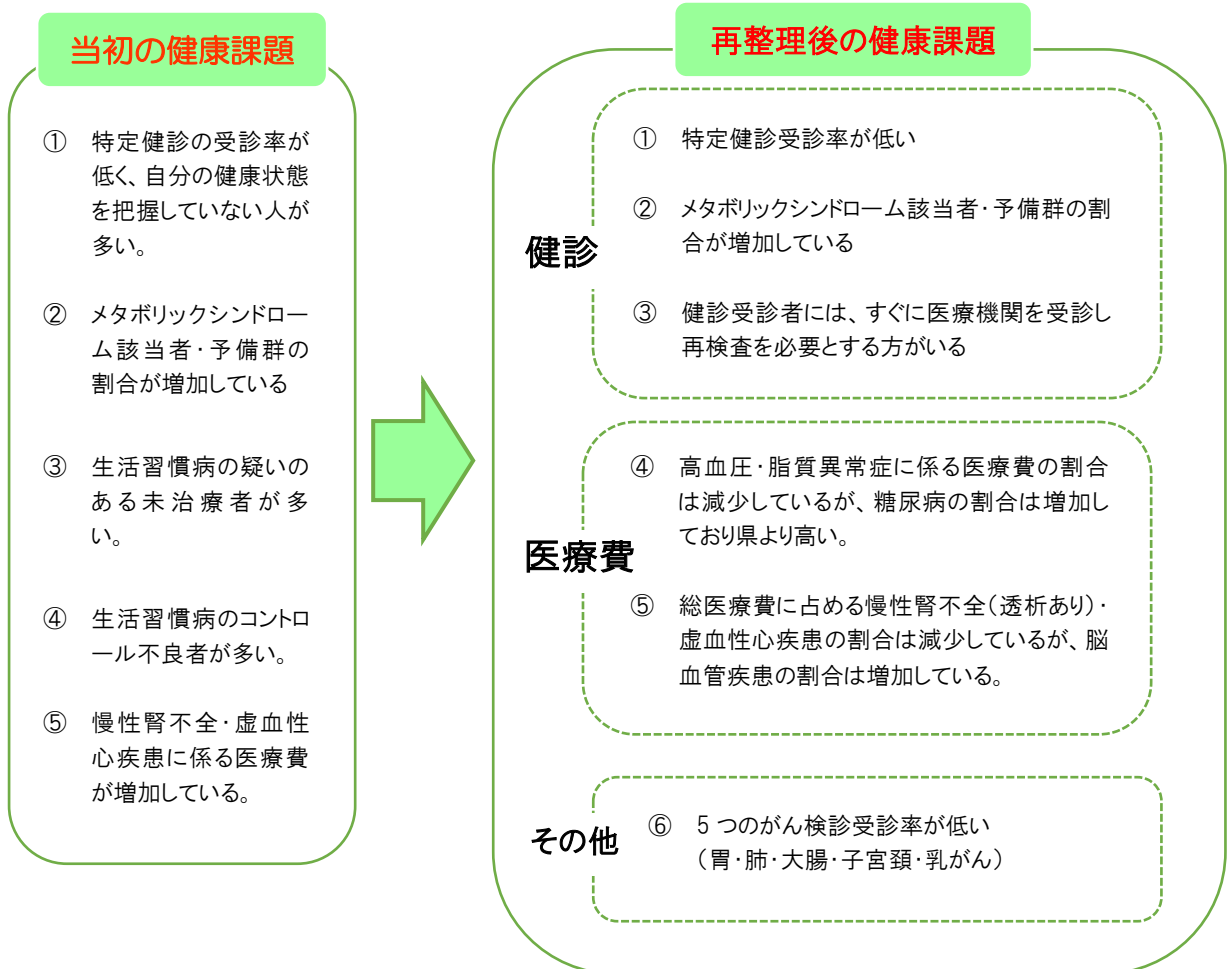 当初の健康課題
① 特定健診の受診率が
低く、自分の健康状態
を把握していない人が
多い。
② メタボリックシンドロー
ム該当者・予備群の
割合が増加している
③ 生活習慣病の疑いの
ある未治療者が多
い。
④ 生活習慣病のコントロ
ール不良者が多い。
⑤ 慢性腎不全・虚血性
心疾患に係る医療費
が増加している。
再整理後の健康課題
健診
① 特定健診受診率が低い
② メタボリックシンドローム該当者・予備群の割
合が増加している
③ 健診受診者には、すぐに医療機関を受診し
再検査を必要とする方がいる
医療費
④ 高血圧・脂質異常症に係る医療費の割合
は減少しているが、糖尿病の割合は増加し
ており県より高い。
⑤ 総医療費に占める慢性腎不全（透析あり）・
虚血性心疾患の割合は減少しているが、脳
血管疾患の割合は増加している。
その他
⑥ 5 つのがん検診受診率が低い
（胃・肺・大腸・子宮頚・乳がん）